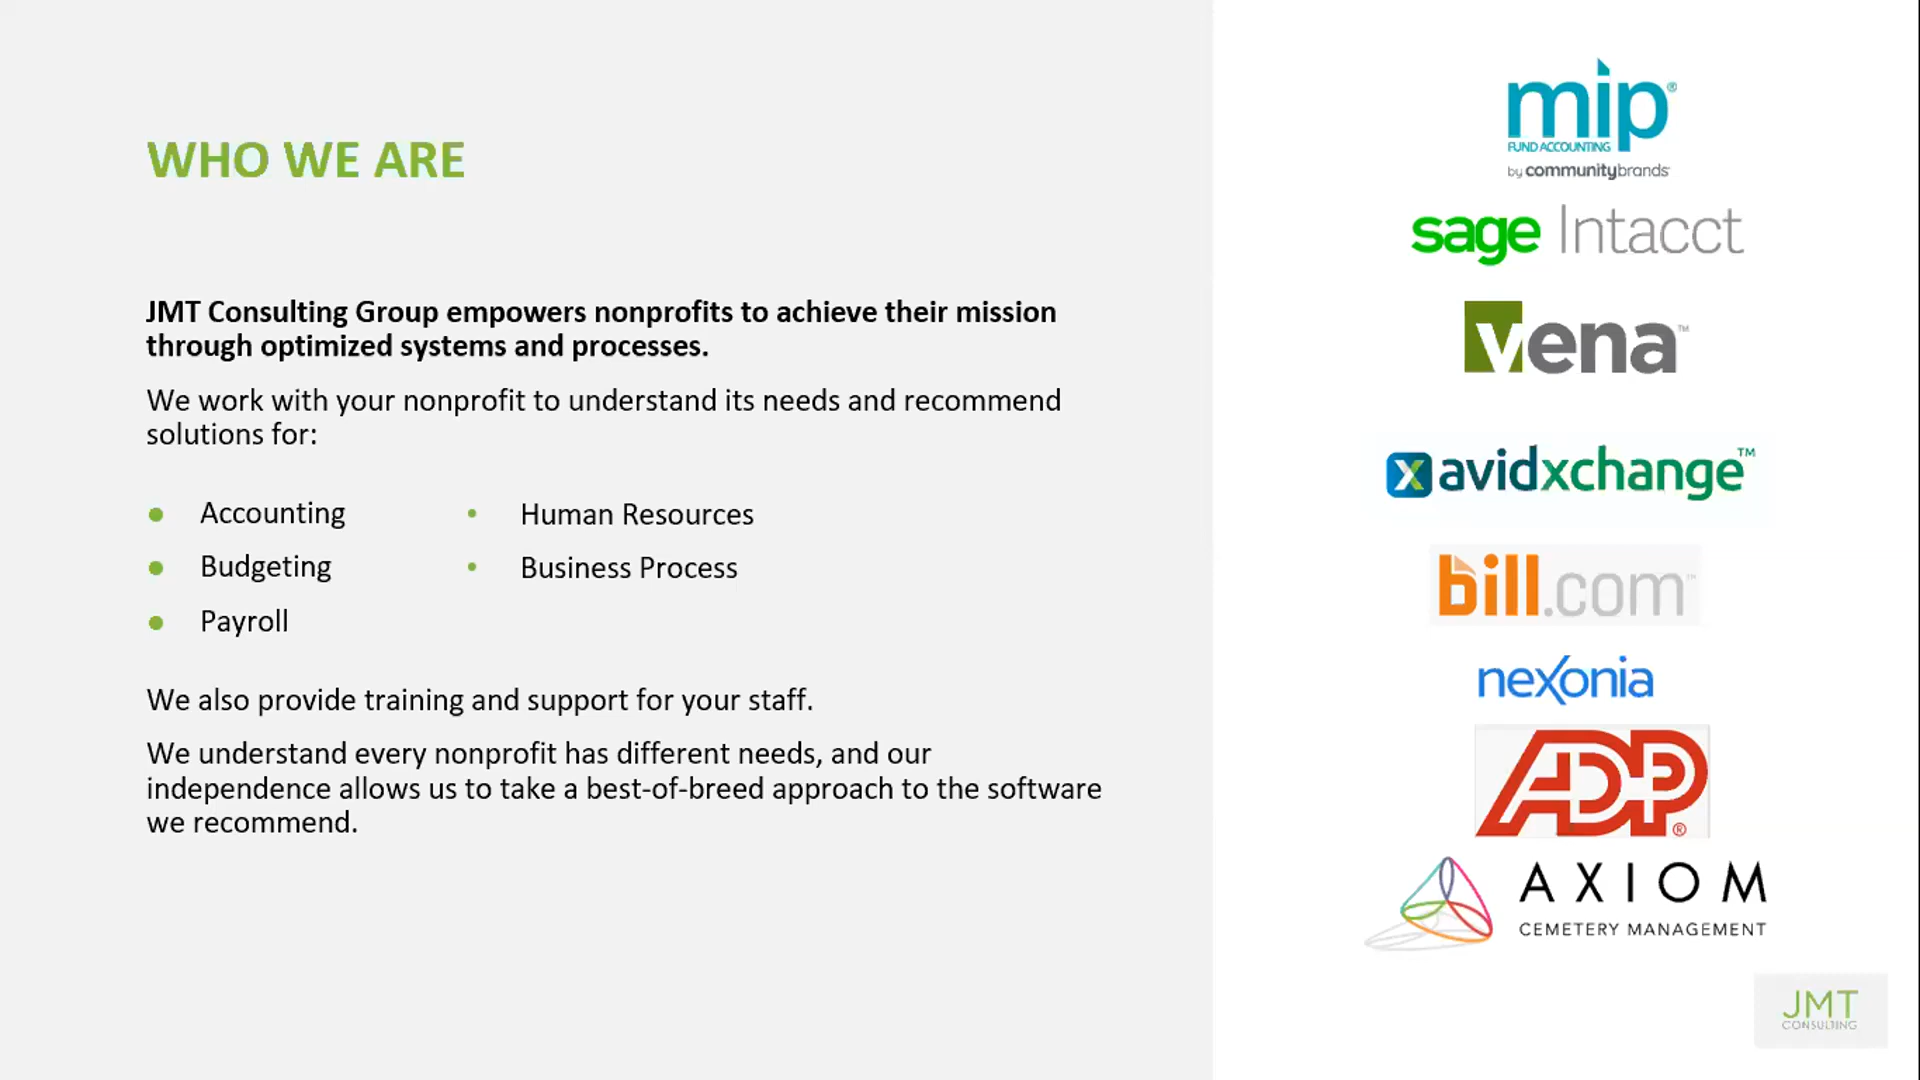 WHO WE ARE
JMT Consulting Group empowers nonprofits to achieve their mission
through optimized systems and processes.
We work with your nonprofit to understand its needs and recommend
solutions for:
● Accounting
● Budgeting
● Payroll
• Human Resources
• Business Process
We also provide training and support for your staff.
We understand every nonprofit has different needs, and our
independence allows us to take a best-of-breed approach to the software
we recommend.
mip®
FUND ACCOUNTING
by communitybrands
sage Intacct
vena™
x avidxchange™
bill.com™
nexonia
ADP®
AXIOM
CEMETERY MANAGEMENT
JMT
CONSULTING